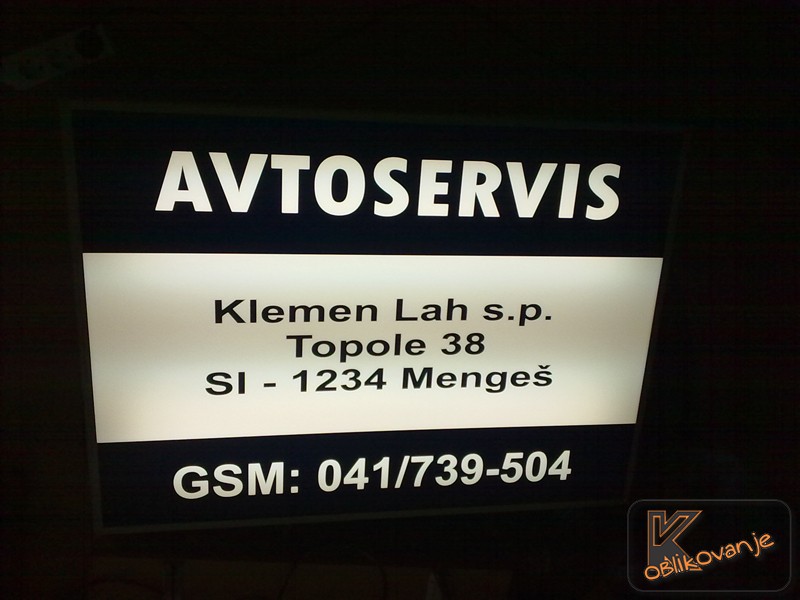 AVTOSERVIS
Klemen Lah s.p.
Topole 38
SI - 1234 Mengeš
GSM: 041/739-504
K
OBlikovanje